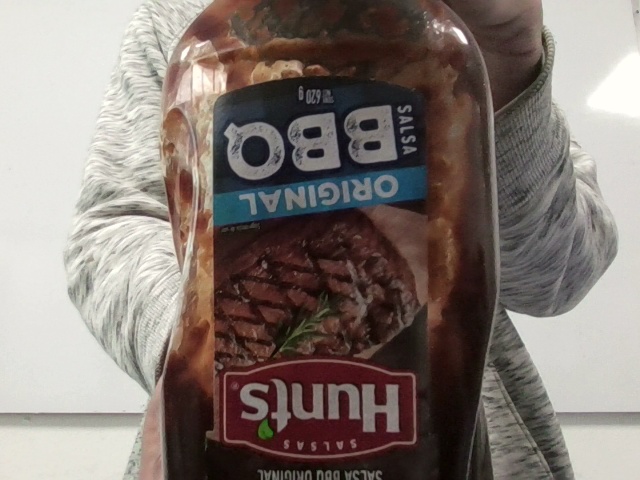 SALSA BBQ ORIGINAL
SALSAS
Hunt's®
ORIGINAL
SALSA
BBQ
620 g